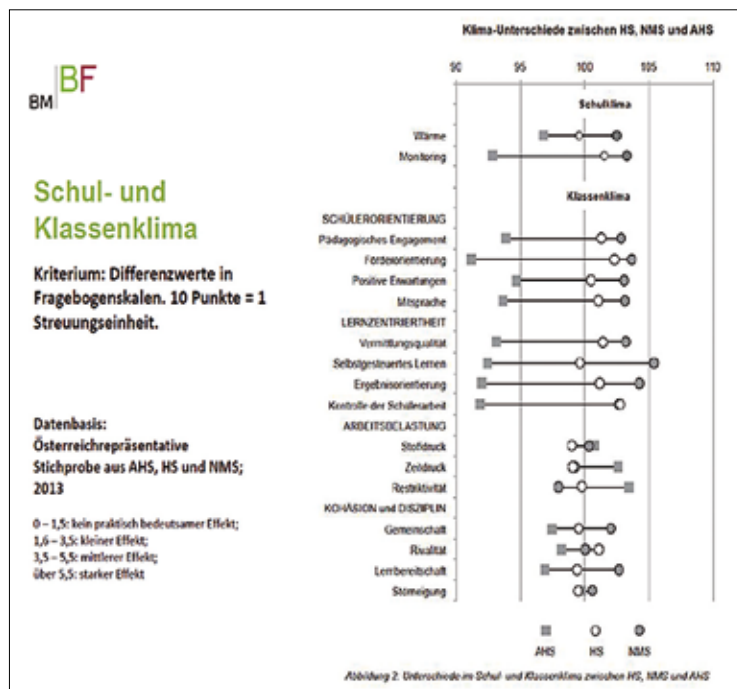 BM BF
Schul- und
Klassenklima
Kriterium: Differenzwerte in
Fragebogenskalen. 10 Punkte = 1
Streuungseinheit.
Datenbasis:
Österreichrepräsentative
Stichprobe aus AHS, HS und NMS;
2013
0 – 1,5: kein praktisch bedeutsamer Effekt;
1,6 – 3,5: kleiner Effekt;
3,5 – 5,5: mittlerer Effekt;
über 5,5: starker Effekt
Klima-Unterschiede zwischen HS, NMS und AHS
90 95 100 105 110
Schulklima
Wärme
Monitoring
Klassenklima
SCHÜLERORIENTIERUNG
Pädagogisches Engagement
Förderorientierung
Positive Erwartungen
Mitsprache
LERNZENTRIERTHEIT
Vermittlungsqualität
Selbstgesteuertes Lernen
Ergebnisorientierung
Kontrolle der Schülerarbeit
ARBEITSBELASTUNG
Stoffdruck
Zeitdruck
Restriktivität
KOHÄSION und DISZIPLIN
Gemeinschaft
Rivalität
Lernbereitschaft
Störneigung
AHS HS NMS
Abbildung 2: Unterschiede im Schul- und Klassenklima zwischen HS, NMS und AHS